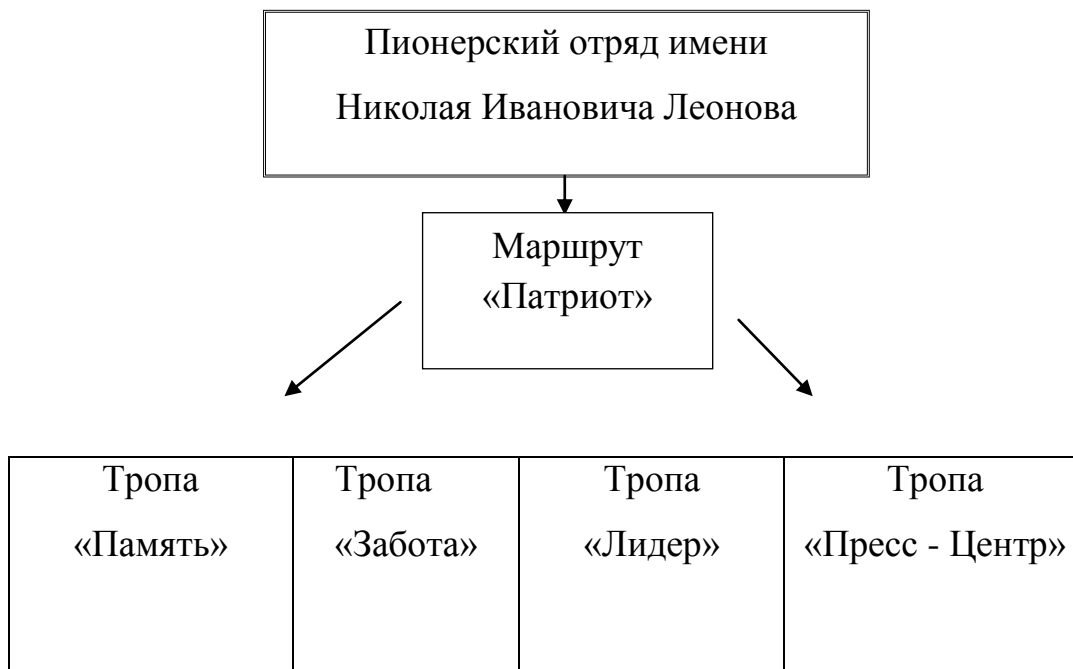 Пионерский отряд имени
Николая Ивановича Леонова
Маршрут
«Патриот»
Тропа
«Память»
Тропа
«Забота»
Тропа
«Лидер»
Тропа
«Пресс - Центр»